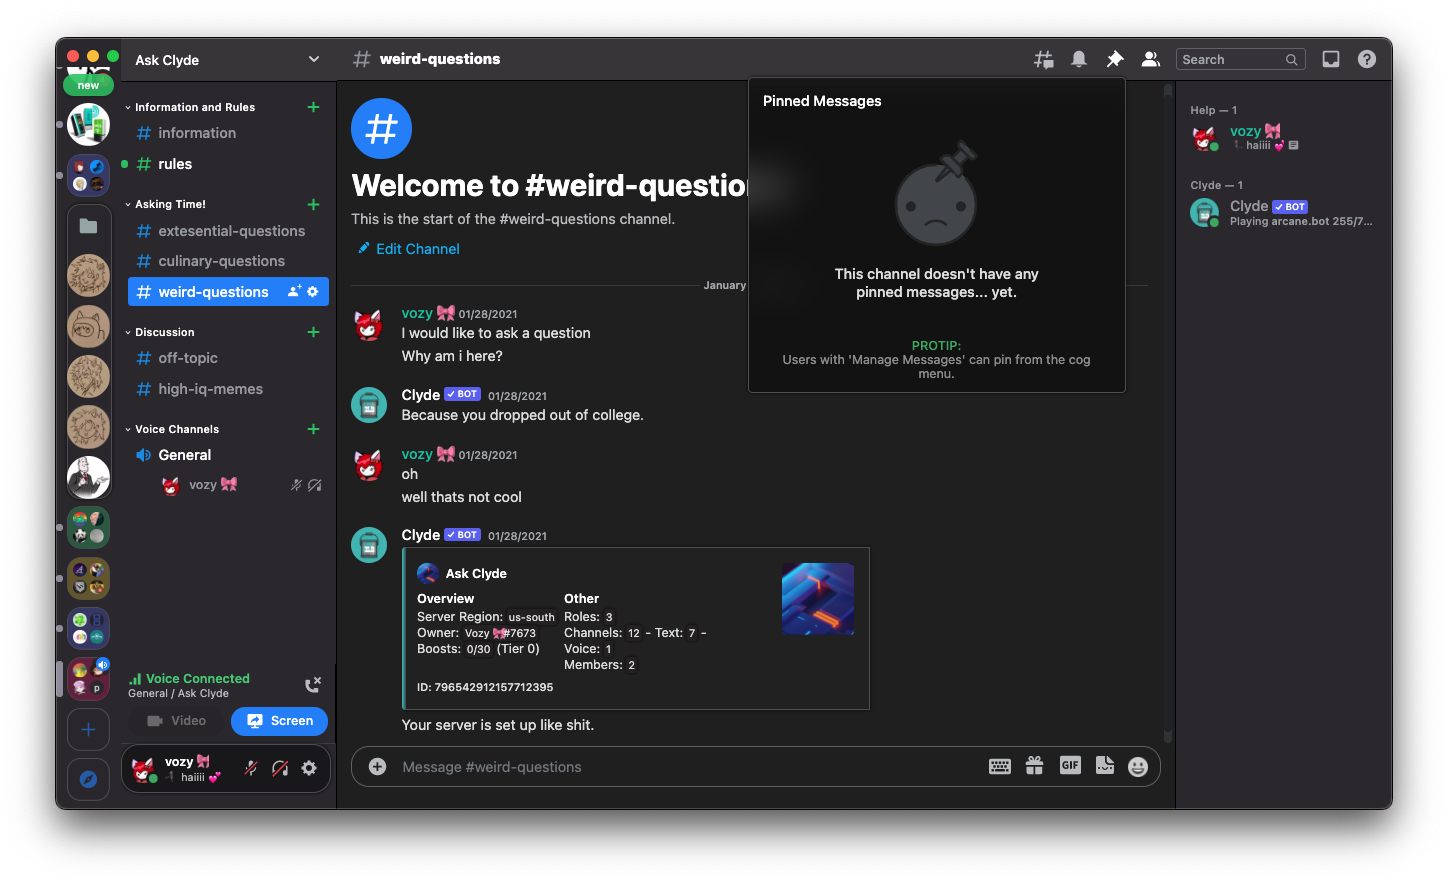 new
Ask Clyde
Information and Rules
information
rules
Asking Time!
extesential-questions
culinary-questions
weird-questions
Discussion
off-topic
high-iq-memes
Voice Channels
General
vozy
Voice Connected
General / Ask Clyde
Video
Screen
vozy
haiiii
p
weird-questions
Search
Welcome to #weird-question
This is the start of the #weird-questions channel.
Edit Channel
January
vozy 01/28/2021
I would like to ask a question
Why am i here?
Clyde BOT 01/28/2021
Because you dropped out of college.
vozy 01/28/2021
oh
well thats not cool
Clyde BOT 01/28/2021
Ask Clyde
Overview
Server Region: us-south
Owner: Vozy 🎀#7673
Boosts: 0/30 (Tier 0)
Other
Roles: 3
Channels: 12 - Text: 7 -
Voice: 1
Members: 2
ID: 796542912157712395
Your server is set up like shit.
Message #weird-questions
GIF
Pinned Messages
This channel doesn't have any
pinned messages... yet.
PROTIP:
Users with 'Manage Messages' can pin from the cog
menu.
Help — 1
vozy
haiiii
Clyde — 1
Clyde BOT
Playing arcane.bot 255/7...